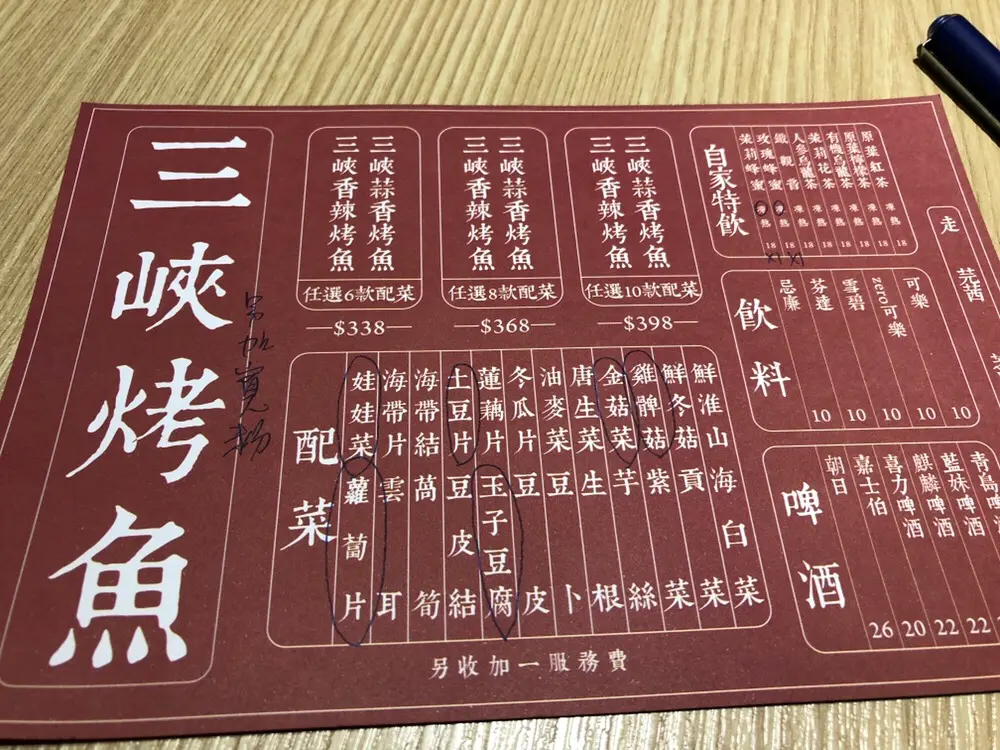 三峽烤魚
另加寬粉
三峽香辣烤魚
三峽蒜香烤魚
任選6款配菜
$338
三峽香辣烤魚
三峽蒜香烤魚
任選8款配菜
$368
三峽香辣烤魚
三峽蒜香烤魚
任選10款配菜
$398
配菜
娃娃菜 蘿蔔片
海帶片 雲耳
海帶結 萵筍
土豆片 豆皮結
蓮藕片 玉子豆腐
冬瓜片 豆皮
油麥菜 豆卜
唐生菜 生根
金菇菜 芋絲
雞髀菇 紫菜
鮮冬菇 貢菜
鮮淮山 海白菜
另收加一服務費
自家特飲
茉莉蜂蜜 凍 熱 18
玫瑰蜂蜜 凍 熱 18
鐵觀音 凍 熱 18
人參烏龍茶 凍 熱 18
茉莉花茶 凍 熱 18
有機烏龍茶 凍 熱 18
原葉檸檬茶 凍 熱 18
原葉紅茶 凍 熱 18
飲料
忌廉 10
芬達 10
雪碧 10
zero可樂 10
可樂 10
啤酒
朝日 26
嘉士伯 20
喜力啤酒 22
麒麟啤酒 22
藍妹啤酒
青島啤
走
芫茜